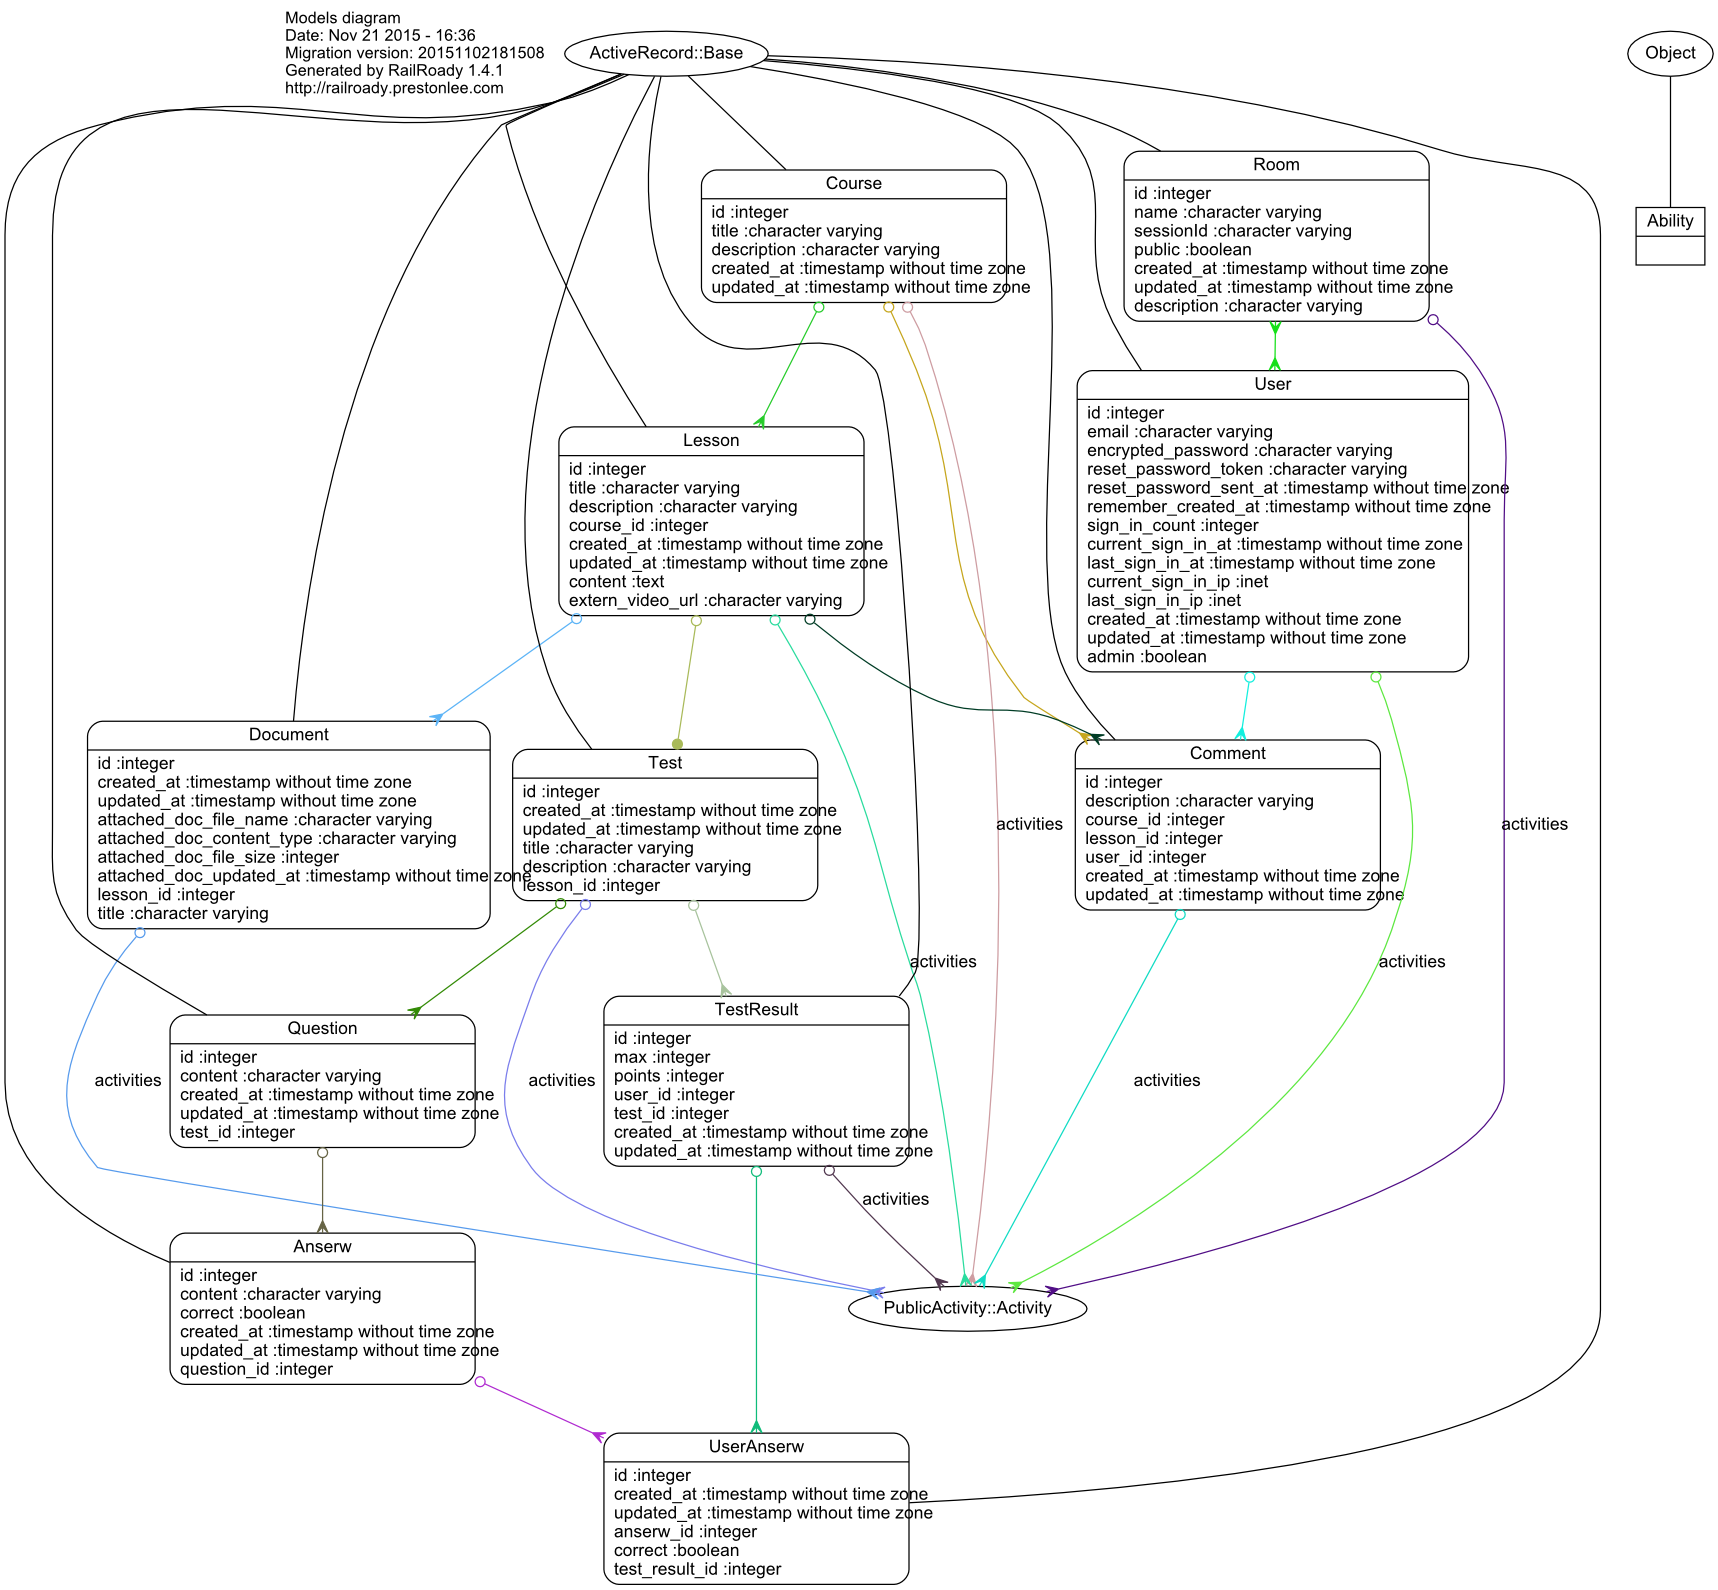 Models diagram
Date: Nov 21 2015 - 16:36
Migration version: 20151102181508
Generated by RailRoady 1.4.1
http://railroady.prestonlee.com
ActiveRecord::Base
Object
Ability
Course
id :integer
title :character varying
description :character varying
created_at :timestamp without time zone
updated_at :timestamp without time zone
Room
id :integer
name :character varying
sessionId :character varying
public :boolean
created_at :timestamp without time zone
updated_at :timestamp without time zone
description :character varying
User
id :integer
email :character varying
encrypted_password :character varying
reset_password_token :character varying
reset_password_sent_at :timestamp without time zone
remember_created_at :timestamp without time zone
sign_in_count :integer
current_sign_in_at :timestamp without time zone
last_sign_in_at :timestamp without time zone
current_sign_in_ip :inet
last_sign_in_ip :inet
created_at :timestamp without time zone
updated_at :timestamp without time zone
admin :boolean
Lesson
id :integer
title :character varying
description :character varying
course_id :integer
created_at :timestamp without time zone
updated_at :timestamp without time zone
content :text
extern_video_url :character varying
Document
id :integer
created_at :timestamp without time zone
updated_at :timestamp without time zone
attached_doc_file_name :character varying
attached_doc_content_type :character varying
attached_doc_file_size :integer
attached_doc_updated_at :timestamp without time zone
lesson_id :integer
title :character varying
Test
id :integer
created_at :timestamp without time zone
updated_at :timestamp without time zone
title :character varying
description :character varying
lesson_id :integer
Comment
id :integer
description :character varying
course_id :integer
lesson_id :integer
user_id :integer
created_at :timestamp without time zone
updated_at :timestamp without time zone
activities
activities
activities
activities
Question
id :integer
content :character varying
created_at :timestamp without time zone
updated_at :timestamp without time zone
test_id :integer
TestResult
id :integer
max :integer
points :integer
user_id :integer
test_id :integer
created_at :timestamp without time zone
updated_at :timestamp without time zone
activities
activities
activities
activities
Anserw
id :integer
content :character varying
correct :boolean
created_at :timestamp without time zone
updated_at :timestamp without time zone
question_id :integer
PublicActivity::Activity
UserAnserw
id :integer
created_at :timestamp without time zone
updated_at :timestamp without time zone
anserw_id :integer
correct :boolean
test_result_id :integer